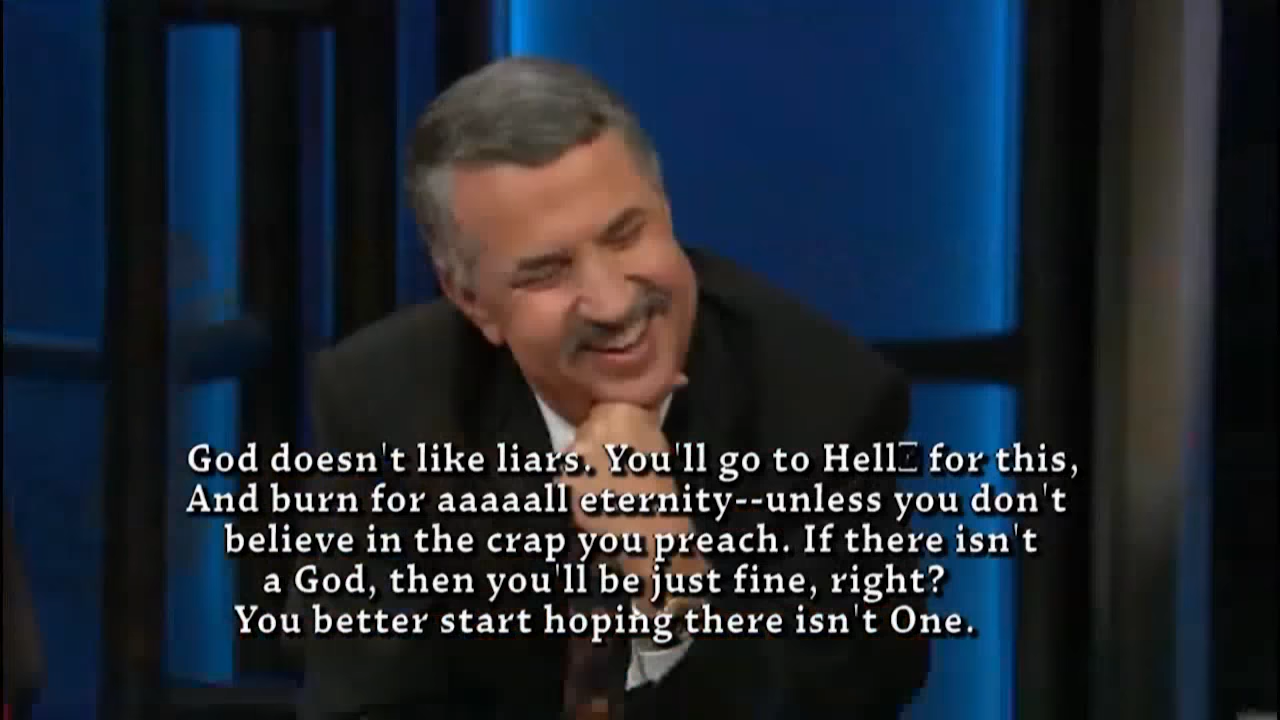 God doesn't like liars. You'll go to Hell for this,
And burn for aaaaall eternity--unless you don't
believe in the crap you preach. If there isn't
a God, then you'll be just fine, right?
You better start hoping there isn't One.